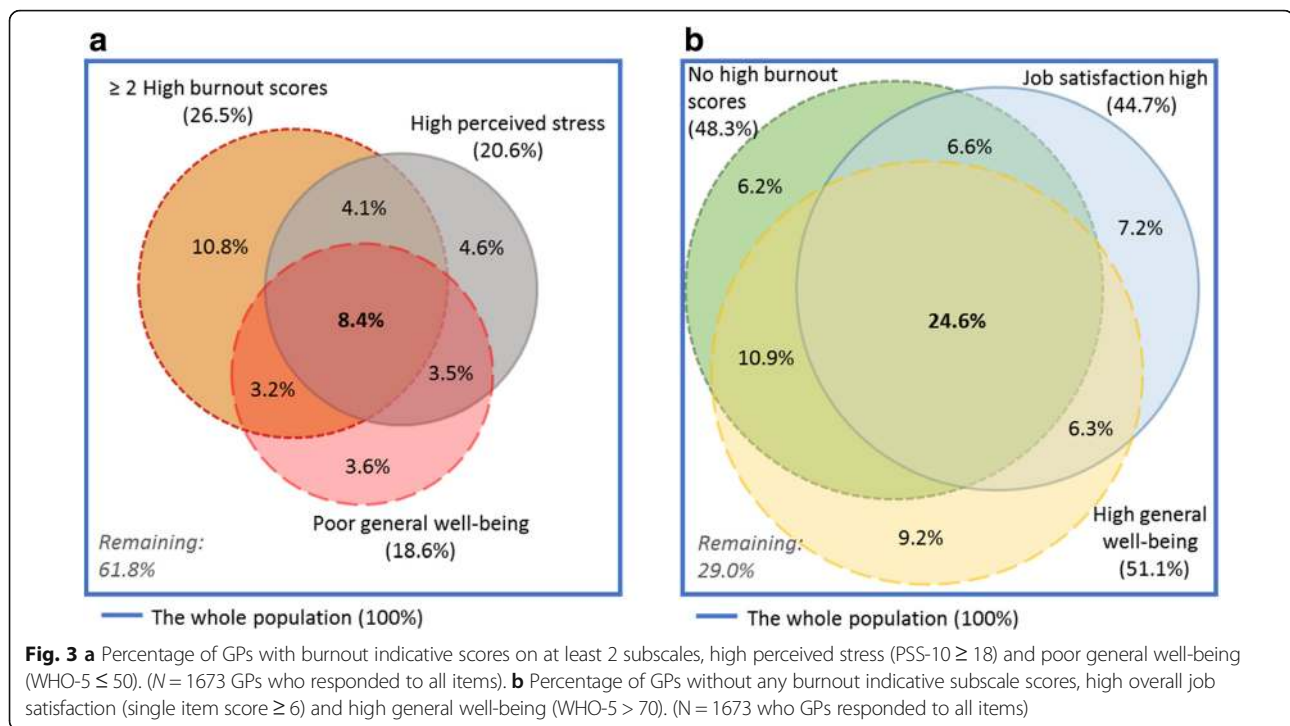 a
≥ 2 High burnout scores
(26.5%)
High perceived stress
(20.6%)
4.1%
10.8%
4.6%
8.4%
3.2%
3.5%
3.6%
Poor general well-being
(18.6%)
Remaining:
61.8%
The whole population (100%)
b
No high burnout
scores
(48.3%)
Job satisfaction high
(44.7%)
6.6%
6.2%
7.2%
24.6%
10.9%
6.3%
9.2%
High general
well-being
(51.1%)
Remaining:
29.0%
The whole population (100%)
Fig. 3 a Percentage of GPs with burnout indicative scores on at least 2 subscales, high perceived stress (PSS-10 ≥ 18) and poor general well-being
(WHO-5 ≤ 50). (N = 1673 GPs who responded to all items). b Percentage of GPs without any burnout indicative subscale scores, high overall job
satisfaction (single item score ≥ 6) and high general well-being (WHO-5 > 70). (N = 1673 who GPs responded to all items)